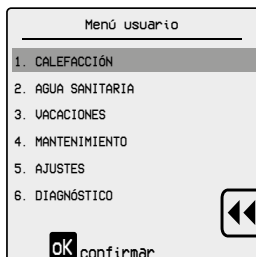 Menú usuario
1. CALEFACCIÓN
2. AGUA SANITARIA
3. VACACIONES
4. MANTENIMIENTO
5. AJUSTES
6. DIAGNÓSTICO
oK confirmar